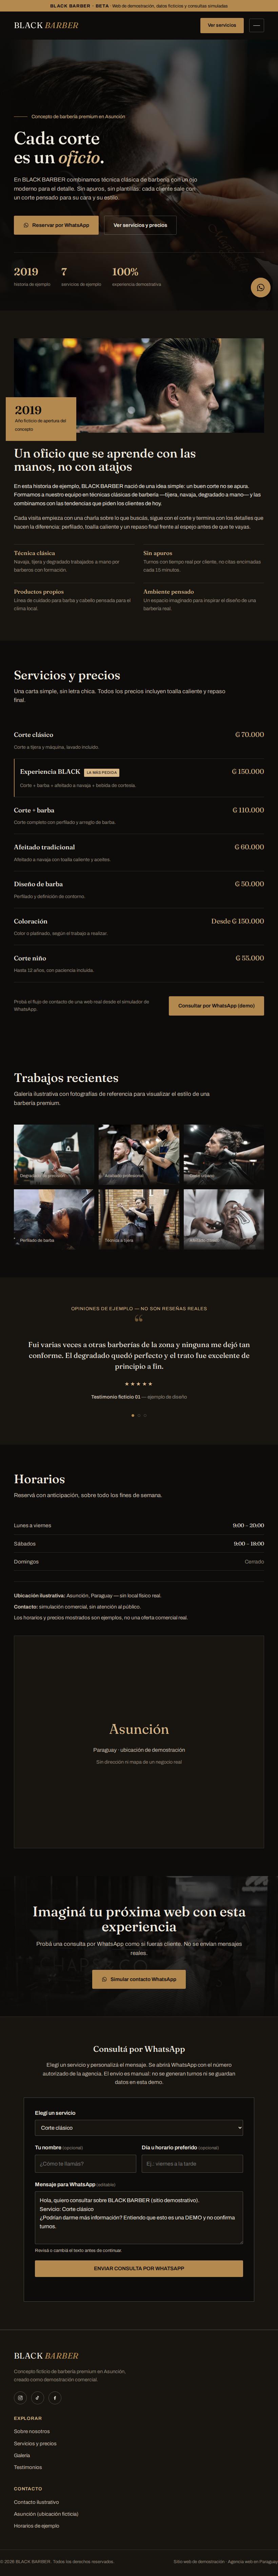 BLACK BARBER · BETA · Web de demostración, datos ficticios y consultas simuladas
BLACK BARBER
Ver servicios
Concepto de barbería premium en Asunción
Cada corte
es un oficio.
En BLACK BARBER combinamos técnica clásica de barbería con un ojo
moderno para el detalle. Sin apuros, sin plantillas: cada cliente sale con
un corte pensado para su cara y su estilo.
Reservar por WhatsApp
Ver servicios y precios
2019
historia de ejemplo
7
servicios de ejemplo
100%
experiencia demostrativa
2019
Año ficticio de apertura del
concepto
Un oficio que se aprende con las
manos, no con atajos
En esta historia de ejemplo, BLACK BARBER nació de una idea simple: un buen corte no se apura.
Formamos a nuestro equipo en técnicas clásicas de barbería —tijera, navaja, degradado a mano— y las
combinamos con las tendencias que piden los clientes de hoy.
Cada visita empieza con una charla sobre lo que buscás, sigue con el corte y termina con los detalles que
hacen la diferencia: perfilado, toalla caliente y un repaso final frente al espejo antes de que te vayas.
Técnica clásica
Navaja, tijera y degradado trabajados a mano por
barberos con formación.
Sin apuros
Turnos con tiempo real por cliente, no citas encimadas
cada 15 minutos.
Productos propios
Línea de cuidado para barba y cabello pensada para el
clima local.
Ambiente pensado
Un espacio imaginado para inspirar el diseño de una
barbería real.
Servicios y precios
Una carta simple, sin letra chica. Todos los precios incluyen toalla caliente y repaso
final.
Corte clásico
₲ 70.000
Corte a tijera y máquina, lavado incluido.
Experiencia BLACK LA MÁS PEDIDA
₲ 150.000
Corte + barba + afeitado a navaja + bebida de cortesía.
Corte + barba
₲ 110.000
Corte completo con perfilado y arreglo de barba.
Afeitado tradicional
₲ 60.000
Afeitado a navaja con toalla caliente y aceites.
Diseño de barba
₲ 50.000
Perfilado y definición de contorno.
Coloración
Desde ₲ 150.000
Color o platinado, según el trabajo a realizar.
Corte niño
₲ 55.000
Hasta 12 años, con paciencia incluida.
Probá el flujo de contacto de una web real desde el simulador de
WhatsApp.
Consultar por WhatsApp (demo)
Trabajos recientes
Galería ilustrativa con fotografías de referencia para visualizar el estilo de una
barbería premium.
Degradado de precisión
Acabado profesional
Perfilado de barba
Técnica a tijera
OPINIONES DE EJEMPLO — NO SON RESEÑAS REALES
“
Fui varias veces a otras barberías de la zona y ninguna me dejó tan
conforme. El degradado quedó perfecto y el trato fue excelente de
principio a fin.
★★★★★
Testimonio ficticio 01 — ejemplo de diseño
Horarios
Reservá con anticipación, sobre todo los fines de semana.
Lunes a viernes
9:00 – 20:00
Sábados
9:00 – 18:00
Domingos
Cerrado
Ubicación ilustrativa: Asunción, Paraguay — sin local físico real.
Contacto: simulación comercial, sin atención al público.
Los horarios y precios mostrados son ejemplos, no una oferta comercial real.
Asunción
Paraguay · ubicación de demostración
Sin dirección ni mapa de un negocio real
Imaginá tu próxima web con esta
experiencia
Probá una consulta por WhatsApp como si fueras cliente. No se envían mensajes
reales.
Simular contacto WhatsApp
Consultá por WhatsApp
Elegí un servicio y personalizá el mensaje. Se abrirá WhatsApp con el número
autorizado de la agencia. El envío es manual: no se generan turnos ni se guardan
datos en esta demo.
Elegí un servicio
Corte clásico
Tu nombre (opcional)
Día u horario preferido (opcional)
¿Cómo te llamás?
Ej.: viernes a la tarde
Mensaje para WhatsApp (editable)
Hola, quiero consultar sobre BLACK BARBER (sitio demostrativo).
Servicio: Corte clásico
¿Podrían darme más información? Entiendo que esto es una DEMO y no confirma
turnos.
Revisá o cambiá el texto antes de continuar.
ENVIAR CONSULTA POR WHATSAPP
BLACK BARBER
Concepto ficticio de barbería premium en Asunción,
creado como demostración comercial.
EXPLORAR
Sobre nosotros
Servicios y precios
Galería
Testimonios
CONTACTO
Contacto ilustrativo
Asunción (ubicación ficticia)
Horarios de ejemplo
© 2026 BLACK BARBER. Todos los derechos reservados.
Sitio web de demostración · Agencia web en Paraguay